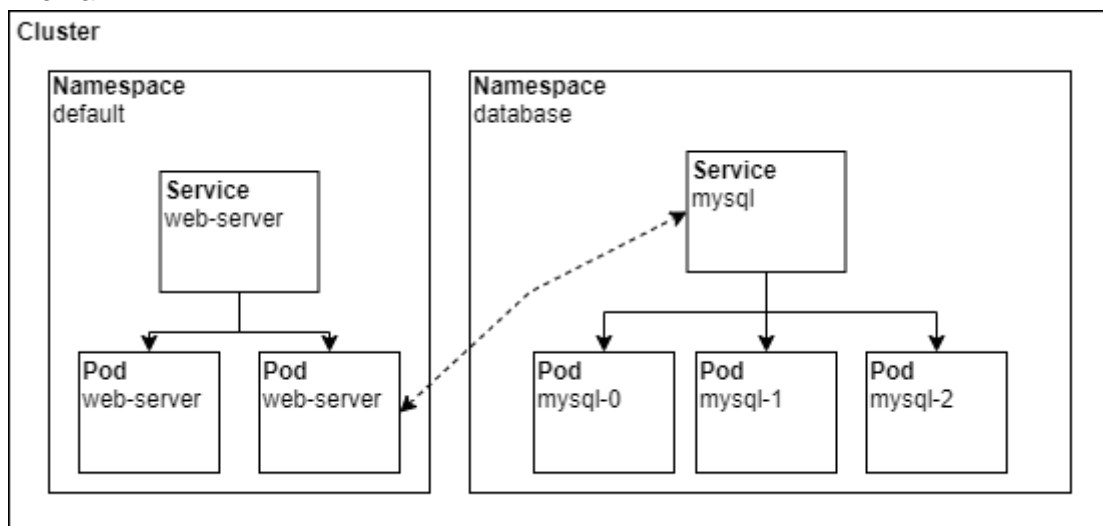 Cluster
Namespace
default
Namespace
database
Service
web-server
Service
mysql
Pod
web-server
Pod
web-server
Pod
mysql-0
Pod
mysql-1
Pod
mysql-2